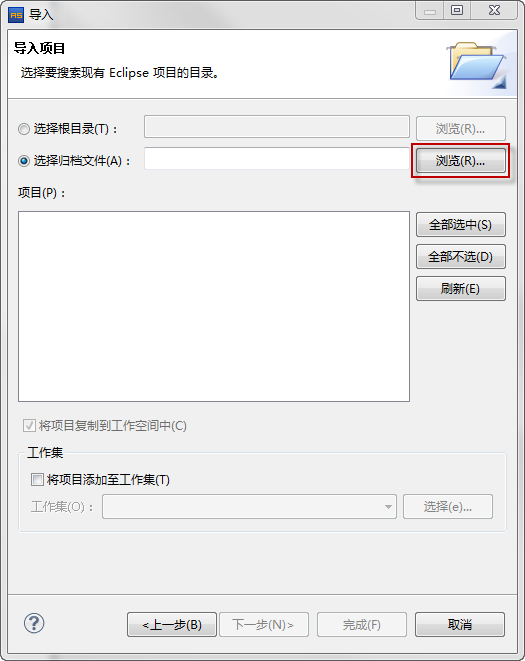 导入
导入项目
选择要搜索现有 Eclipse 项目的目录。
选择根目录(T)：
浏览(R)...
选择归档文件(A)：
浏览(R)...
项目(P)：
全部选中(S)
全部不选(D)
刷新(E)
将项目复制到工作空间中(C)
工作集
将项目添加至工作集(T)
工作集(O)：
选择(e)...
<上一步(B)
下一步(N)>
完成(F)
取消